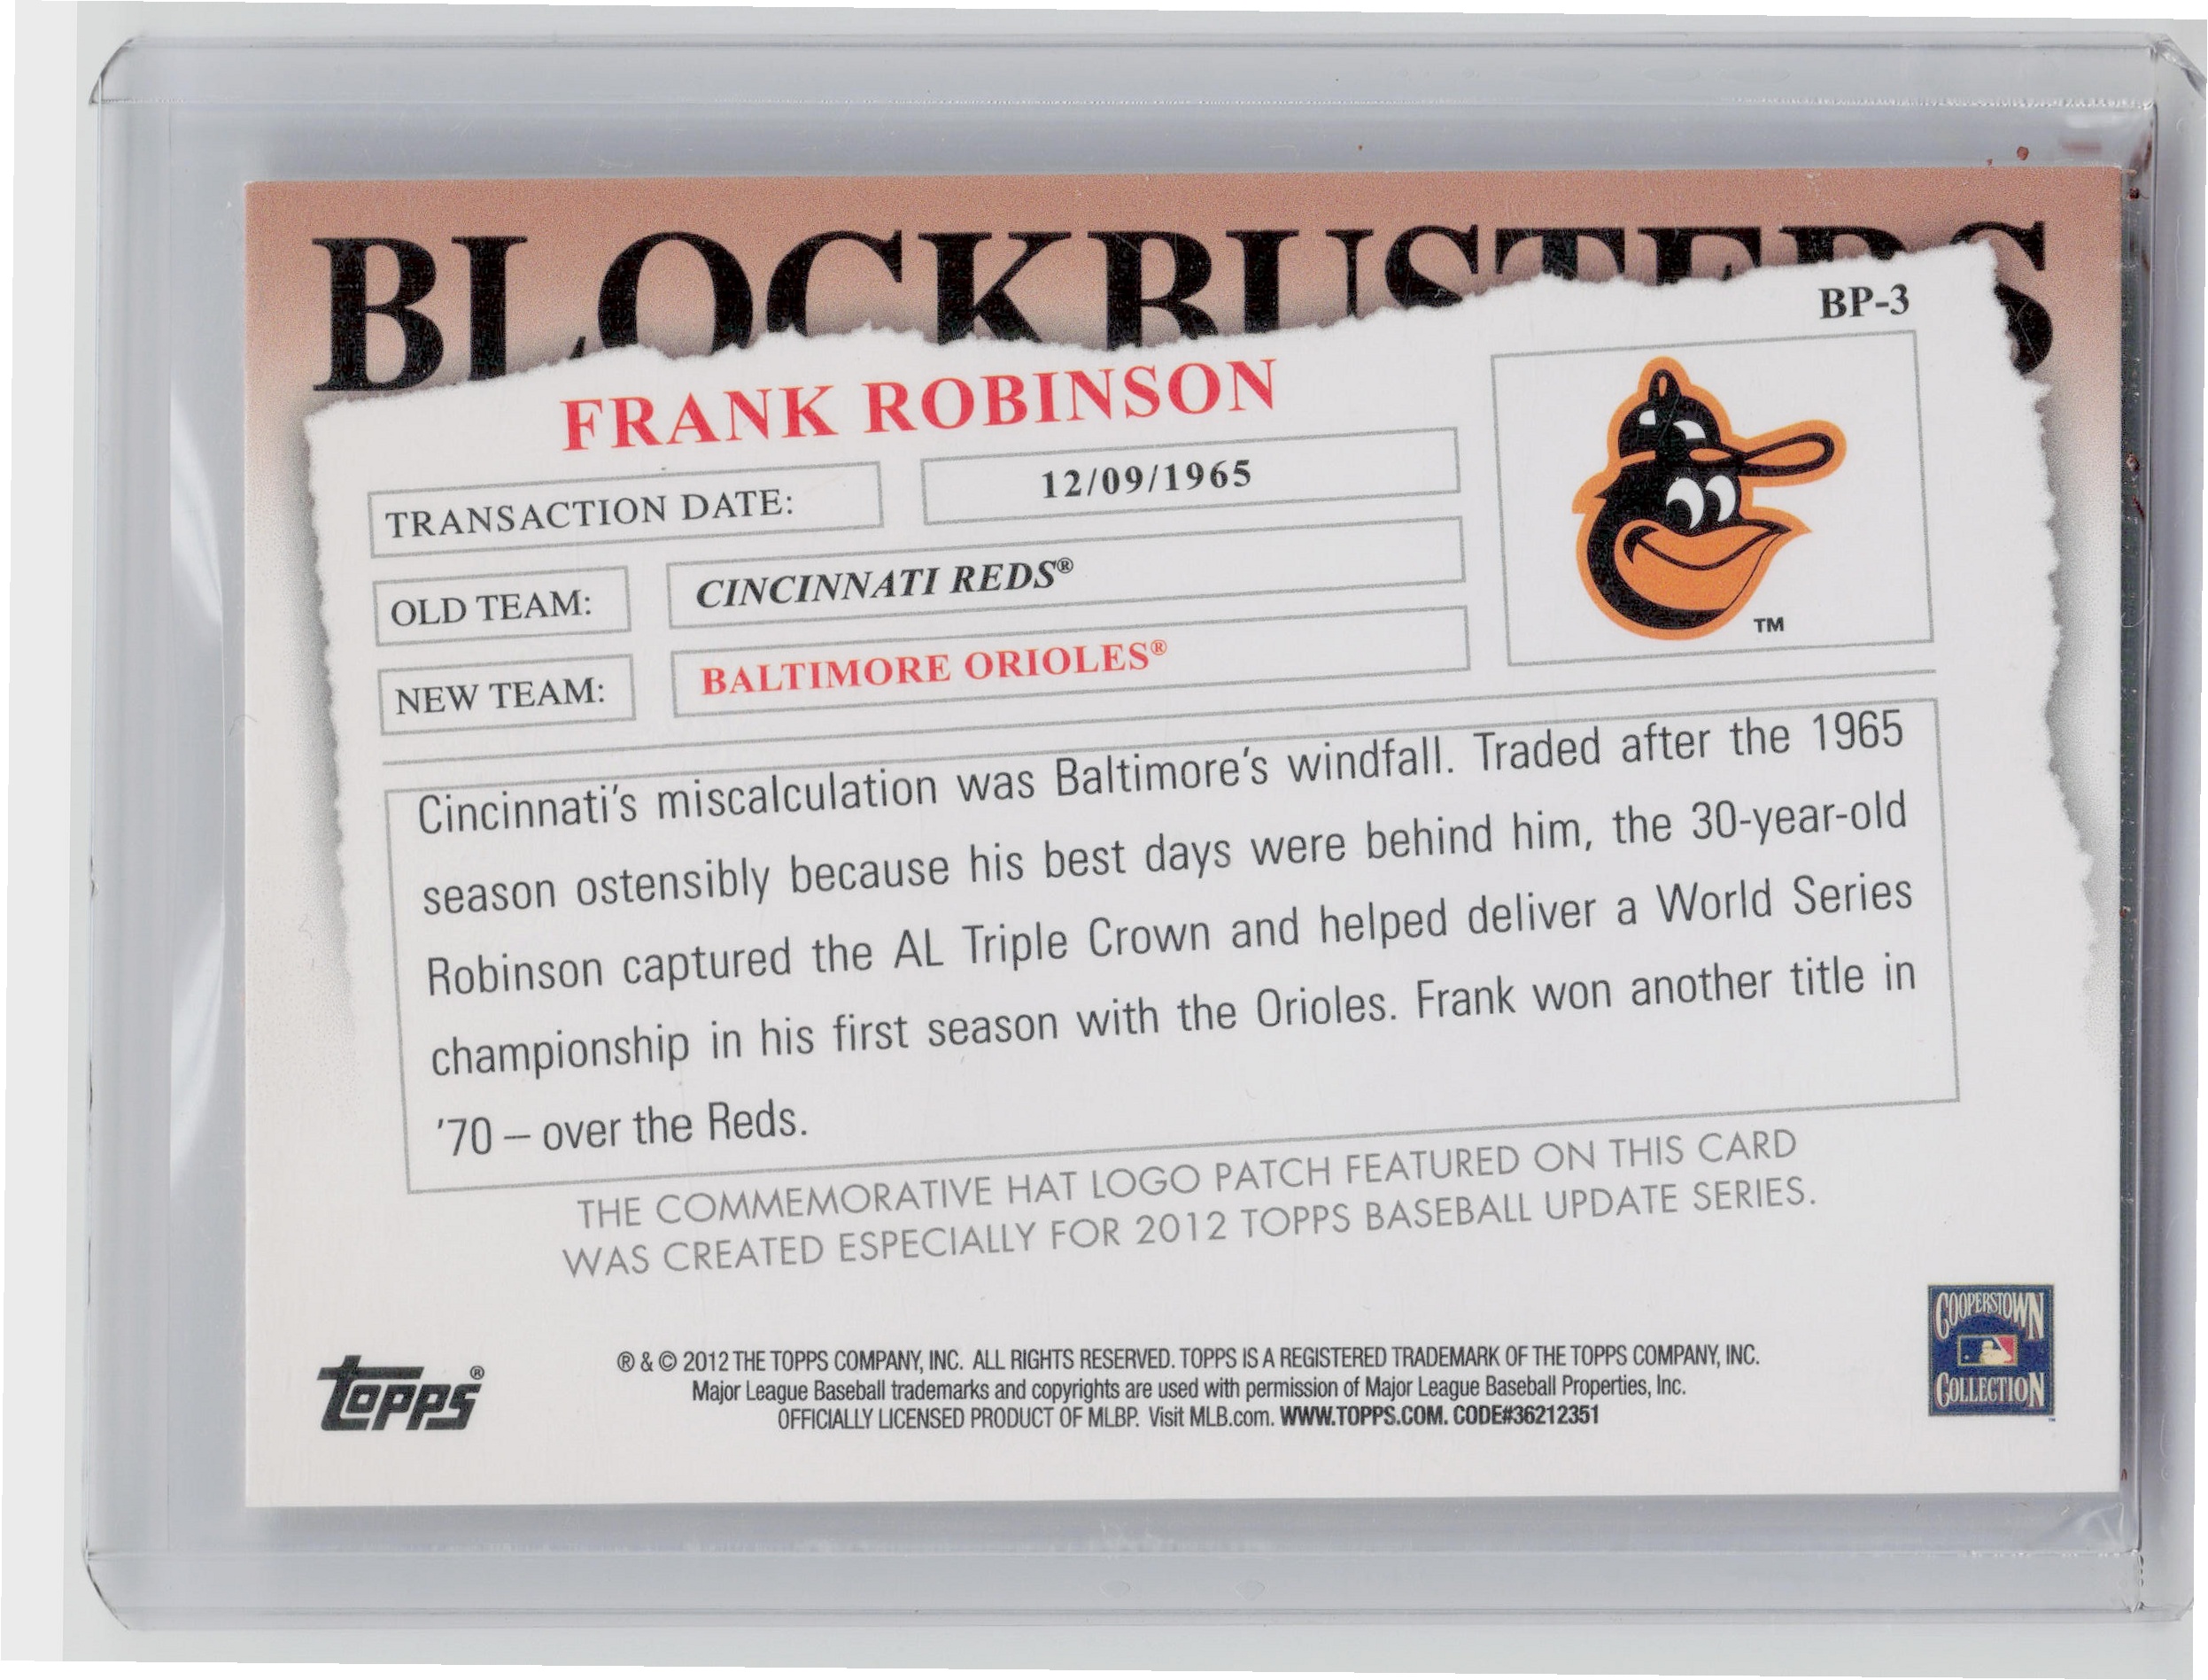 BLOCKBUSTERS
BP-3
FRANK ROBINSON
TRANSACTION DATE: 12/09/1965
OLD TEAM: CINCINNATI REDS®
NEW TEAM: BALTIMORE ORIOLES®
TM
Cincinnati's miscalculation was Baltimore's windfall. Traded after the 1965
season ostensibly because his best days were behind him, the 30-year-old
Robinson captured the AL Triple Crown and helped deliver a World Series
championship in his first season with the Orioles. Frank won another title in
'70 – over the Reds.
THE COMMEMORATIVE HAT LOGO PATCH FEATURED ON THIS CARD
WAS CREATED ESPECIALLY FOR 2012 TOPPS BASEBALL UPDATE SERIES.
topps®
® & © 2012 THE TOPPS COMPANY, INC. ALL RIGHTS RESERVED. TOPPS IS A REGISTERED TRADEMARK OF THE TOPPS COMPANY, INC.
Major League Baseball trademarks and copyrights are used with permission of Major League Baseball Properties, Inc.
OFFICIALLY LICENSED PRODUCT OF MLBP. Visit MLB.com. WWW.TOPPS.COM. CODE#36212351
COOPERSTOWN
COLLECTION